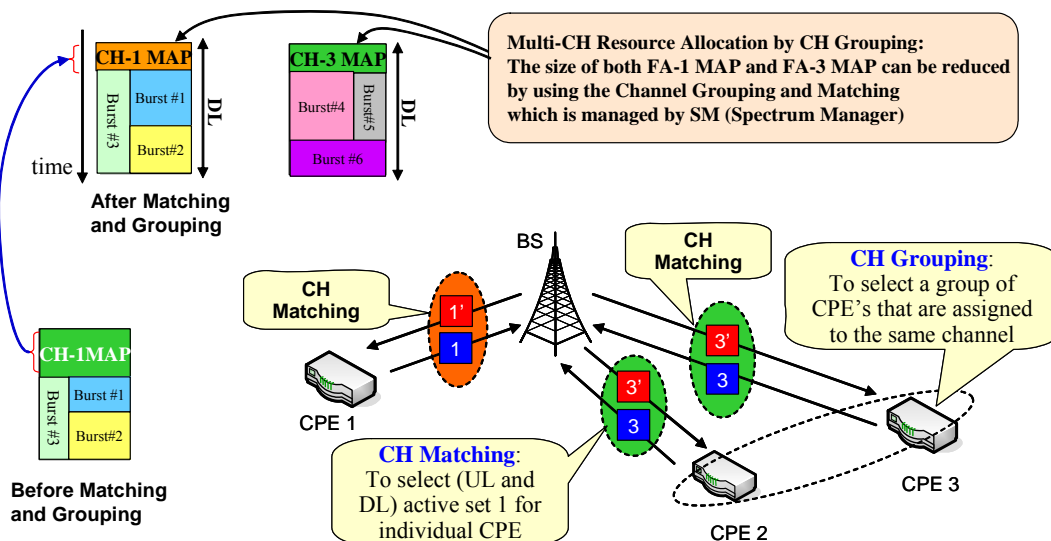 CH-1 MAP
Burst #3
Burst #1
Burst#2
DL
time
After Matching
and Grouping
CH-3 MAP
Burst#4
Burst#5
Burst #6
DL
Multi-CH Resource Allocation by CH Grouping:
The size of both FA-1 MAP and FA-3 MAP can be reduced
by using the Channel Grouping and Matching
which is managed by SM (Spectrum Manager)
CH-1MAP
Burst #3
Burst #1
Burst#2
Before Matching
and Grouping
BS
CH
Matching
1'
1
CPE 1
CH
Matching
3'
3
CH Grouping:
To select a group of
CPE's that are assigned
to the same channel
3'
3
CH Matching:
To select (UL and
DL) active set 1 for
individual CPE
CPE 2
CPE 3